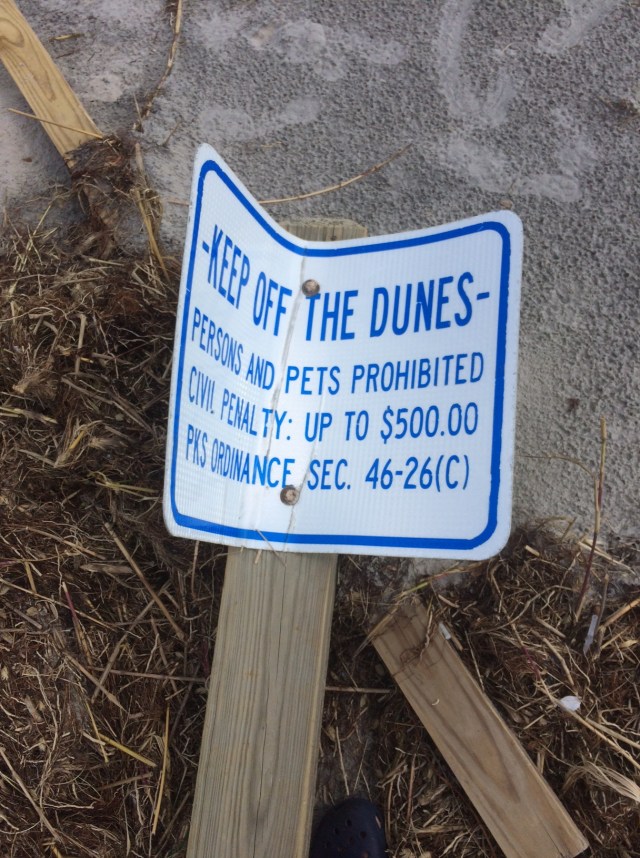 -KEEP OFF THE DUNES-
PERSONS AND PETS PROHIBITED
CIVIL PENALTY: UP TO $500.00
PKS ORDINANCE SEC. 46-26(C)